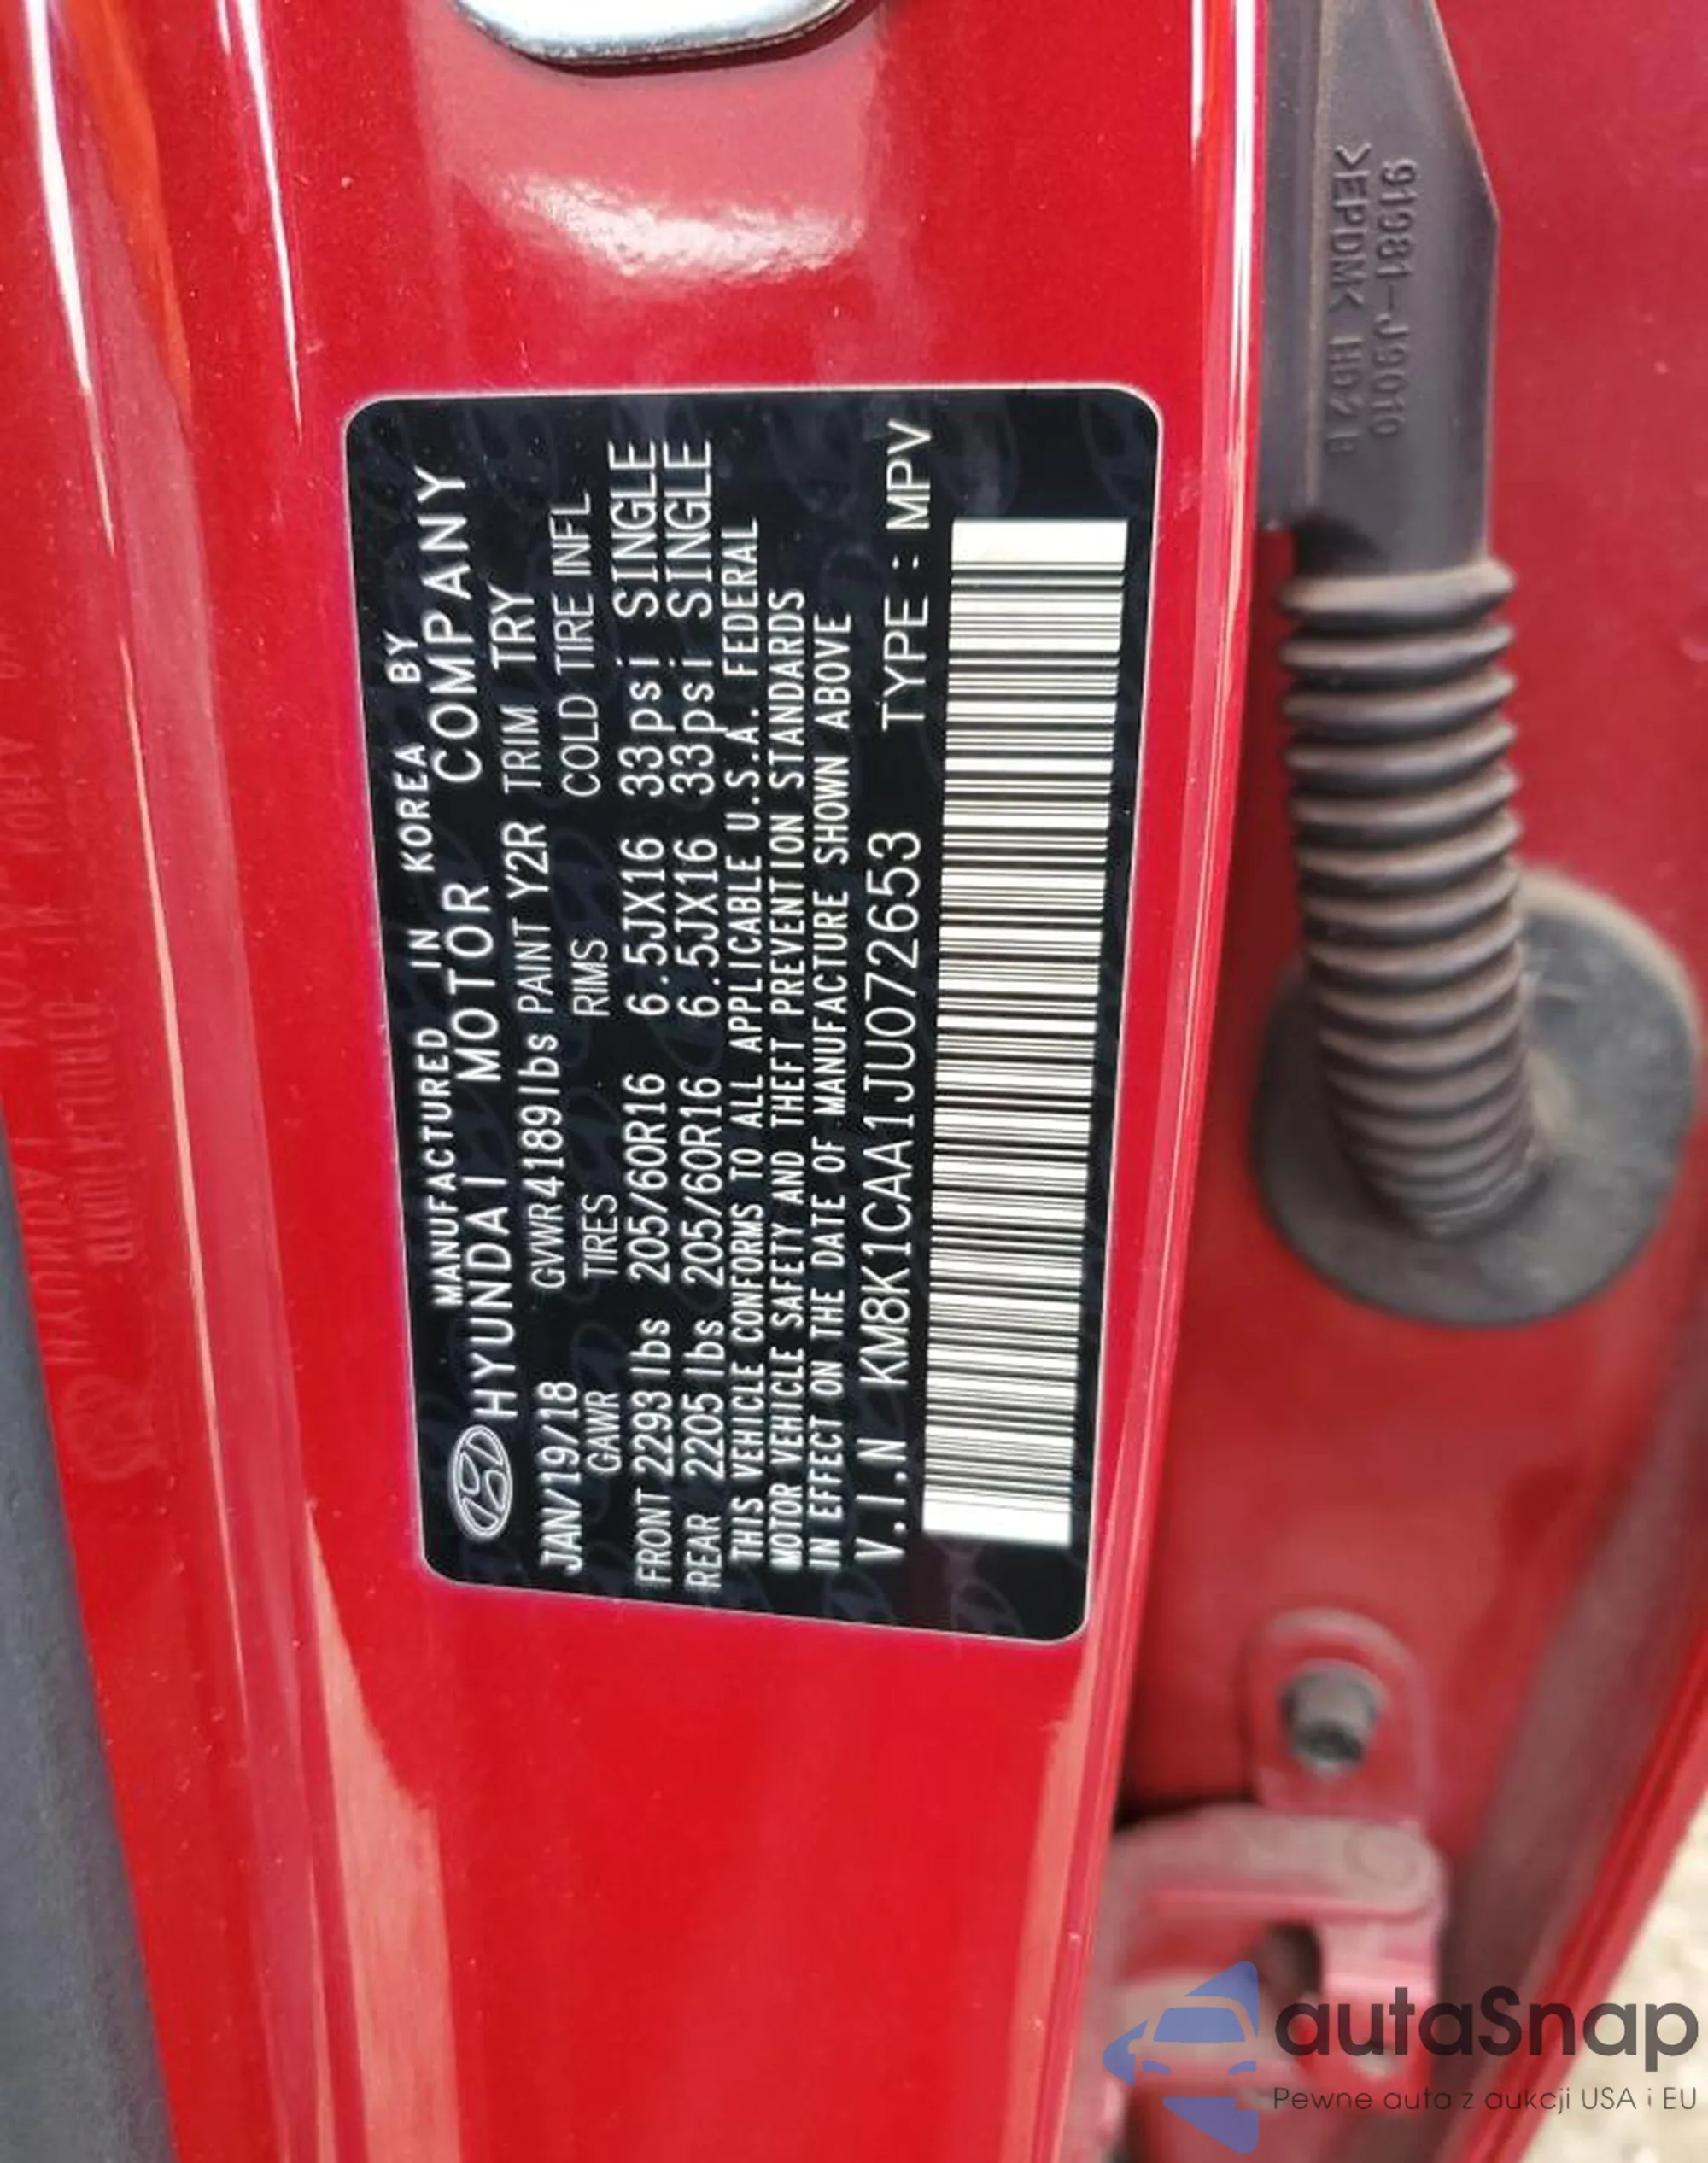 MANUFACTURED IN KOREA BY
HYUNDAI MOTOR COMPANY
JAN/19/18 GVWR 4189lbs PAINT Y2R TRIM TRY
GAWR TIRES RIMS COLD TIRE INFL
FRONT 2293 lbs 205/60R16 6.5JX16 33psi SINGLE
REAR 2205 lbs 205/60R16 6.5JX16 33psi SINGLE
THIS VEHICLE CONFORMS TO ALL APPLICABLE U.S.A. FEDERAL
MOTOR VEHICLE SAFETY AND THEFT PREVENTION STANDARDS
IN EFFECT ON THE DATE OF MANUFACTURE SHOWN ABOVE
V.I.N KM8K1CAA1JU072653 TYPE : MPV
91981-J9010
>EPDM<
autaSnap
Pewne auta z aukcji USA i EU